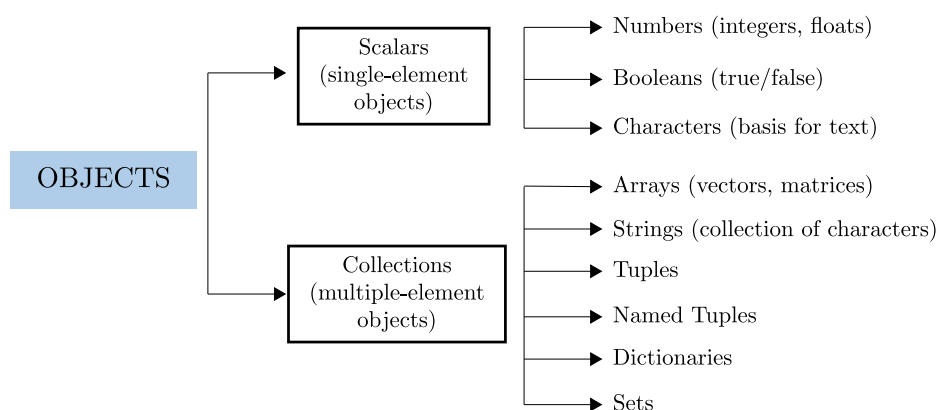 OBJECTS
Scalars
(single-element
objects)
Numbers (integers, floats)
Booleans (true/false)
Characters (basis for text)
Collections
(multiple-element
objects)
Arrays (vectors, matrices)
Strings (collection of characters)
Tuples
Named Tuples
Dictionaries
Sets